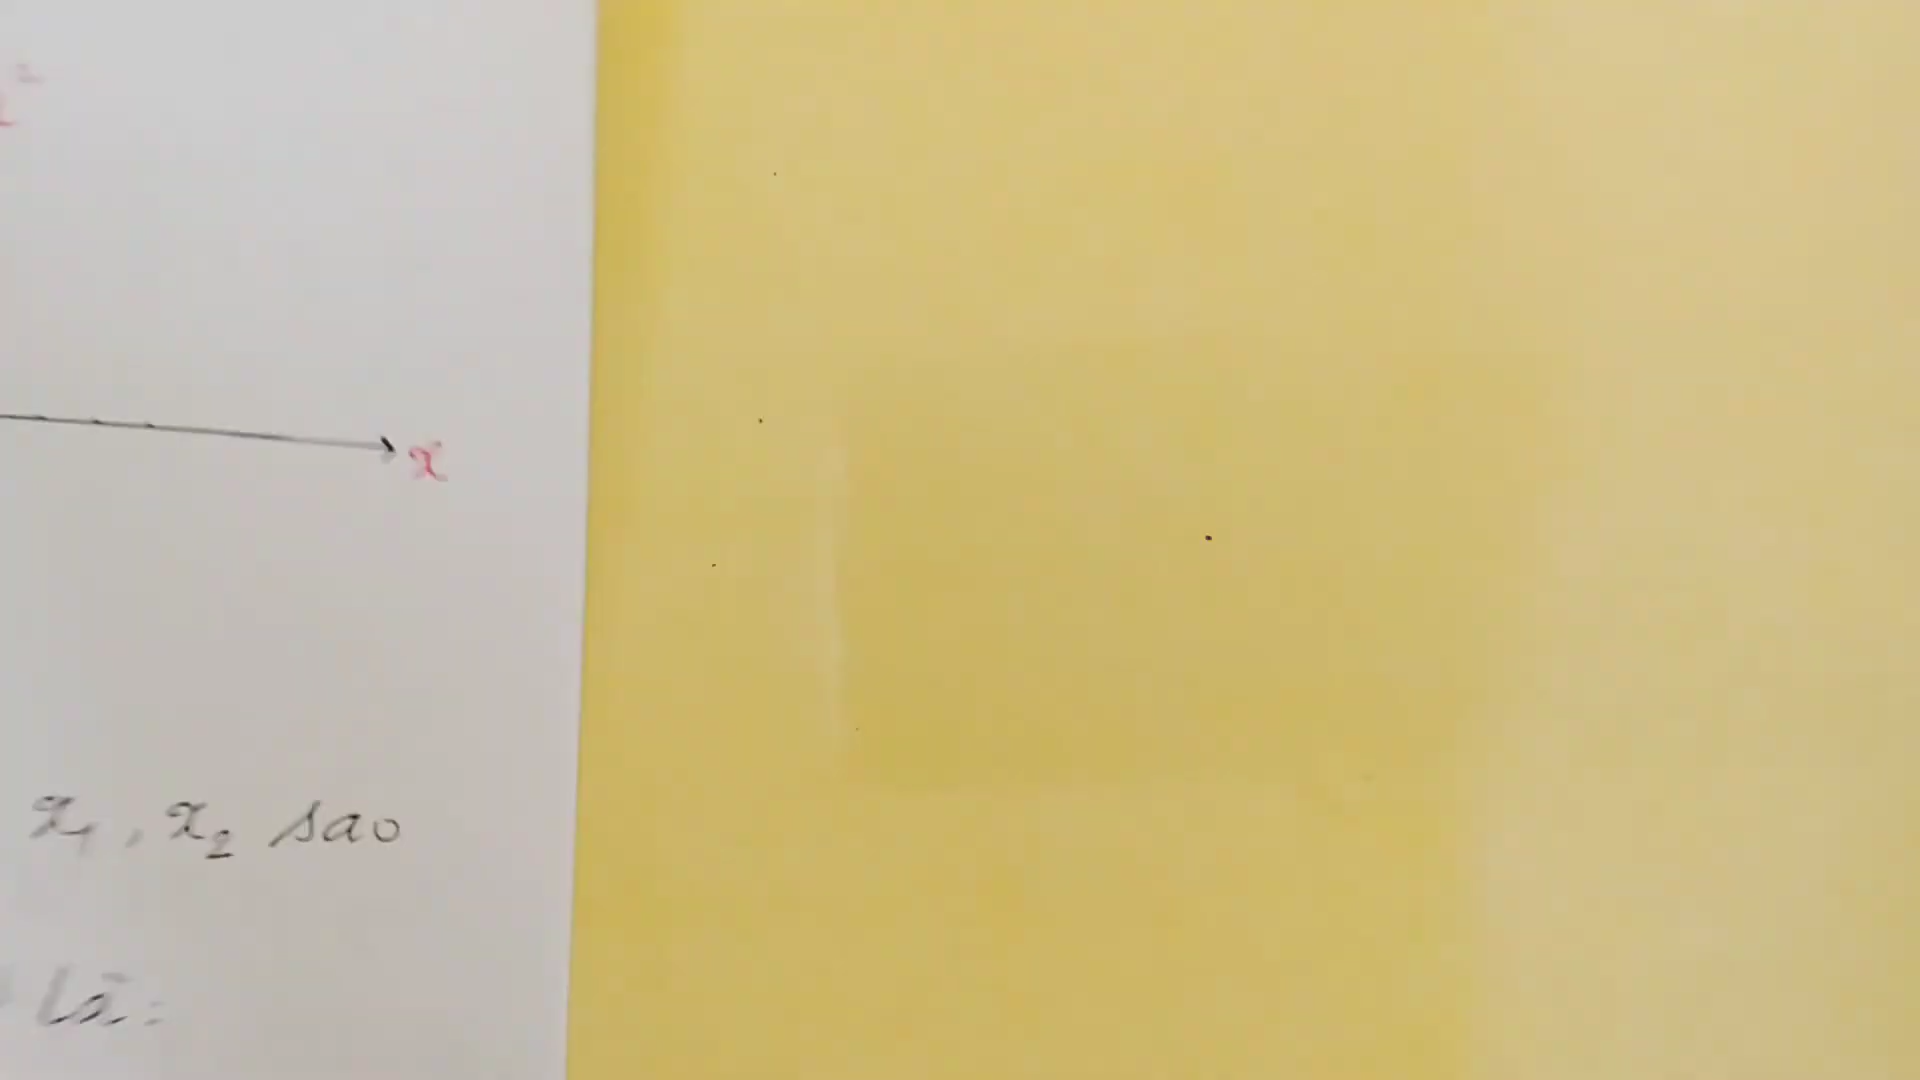 x
x₁, x₂ sao
là: